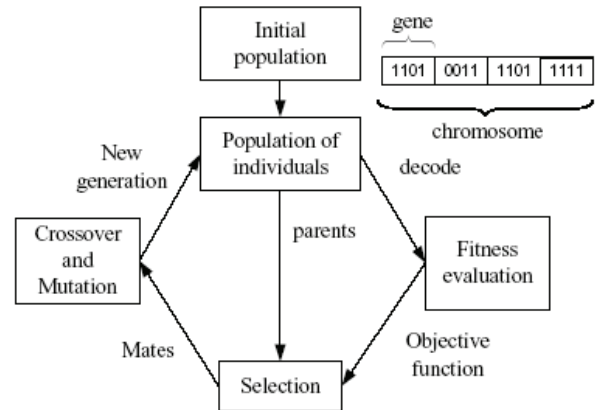 Initial
population
gene
1101 0011 1101 1111
chromosome
Population of
individuals
New
generation
decode
parents
Crossover
and
Mutation
Fitness
evaluation
Mates
Objective
function
Selection